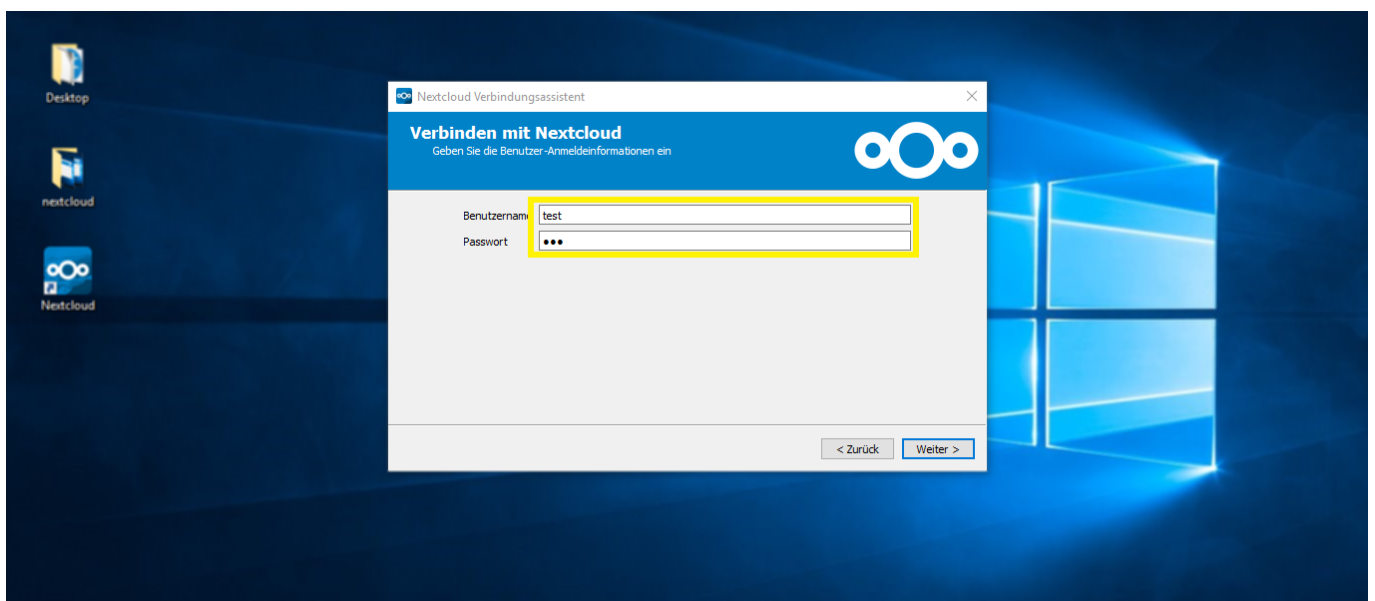 Desktop
nextcloud
Nextcloud
Nextcloud Verbindungsassistent
Verbinden mit Nextcloud
Geben Sie die Benutzer-Anmeldeinformationen ein
Benutzername test
Passwort •••
< Zurück Weiter >